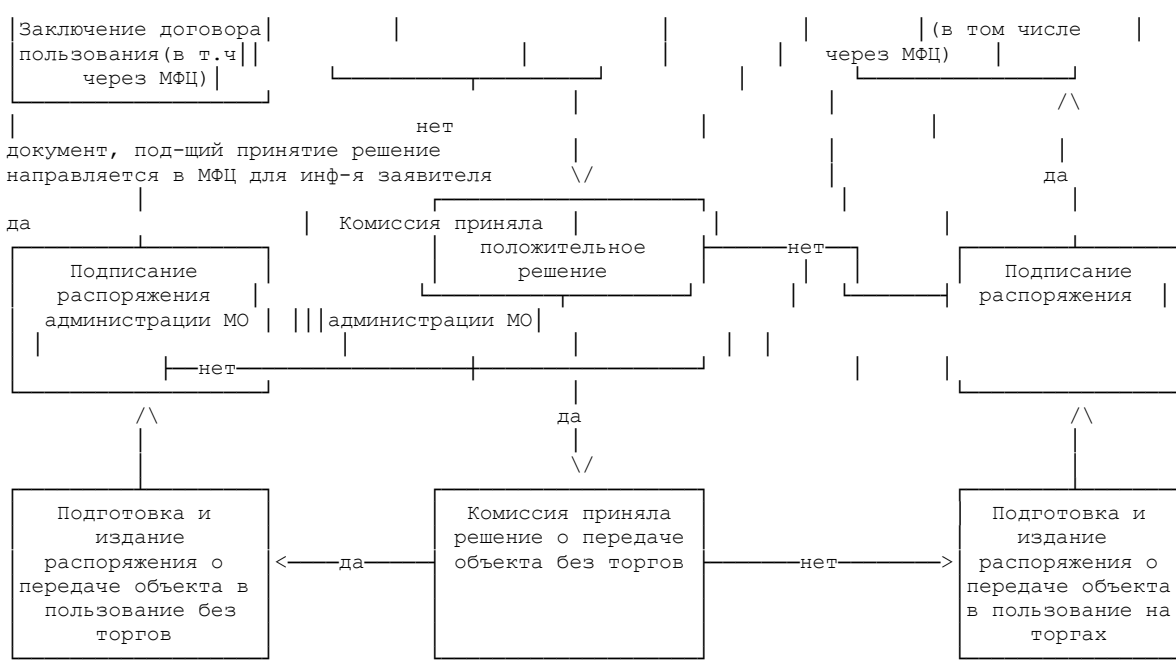 Заключение договора
(в том числе
пользования(в т.ч
через МФЦ)
через МФЦ)
нет
документ, под-щий принятие решение
направляется в МФЦ для инф-я заявителя
да
да
Комиссия приняла
положительное
решение
нет
Подписание
распоряжения
администрации МО
администрации МО
Подписание
распоряжения
нет
да
Подготовка и
издание
распоряжения о
передаче объекта в
пользование без
торгов
да
Комиссия приняла
решение о передаче
объекта без торгов
нет
Подготовка и
издание
распоряжения о
передаче объекта
в пользование на
торгах